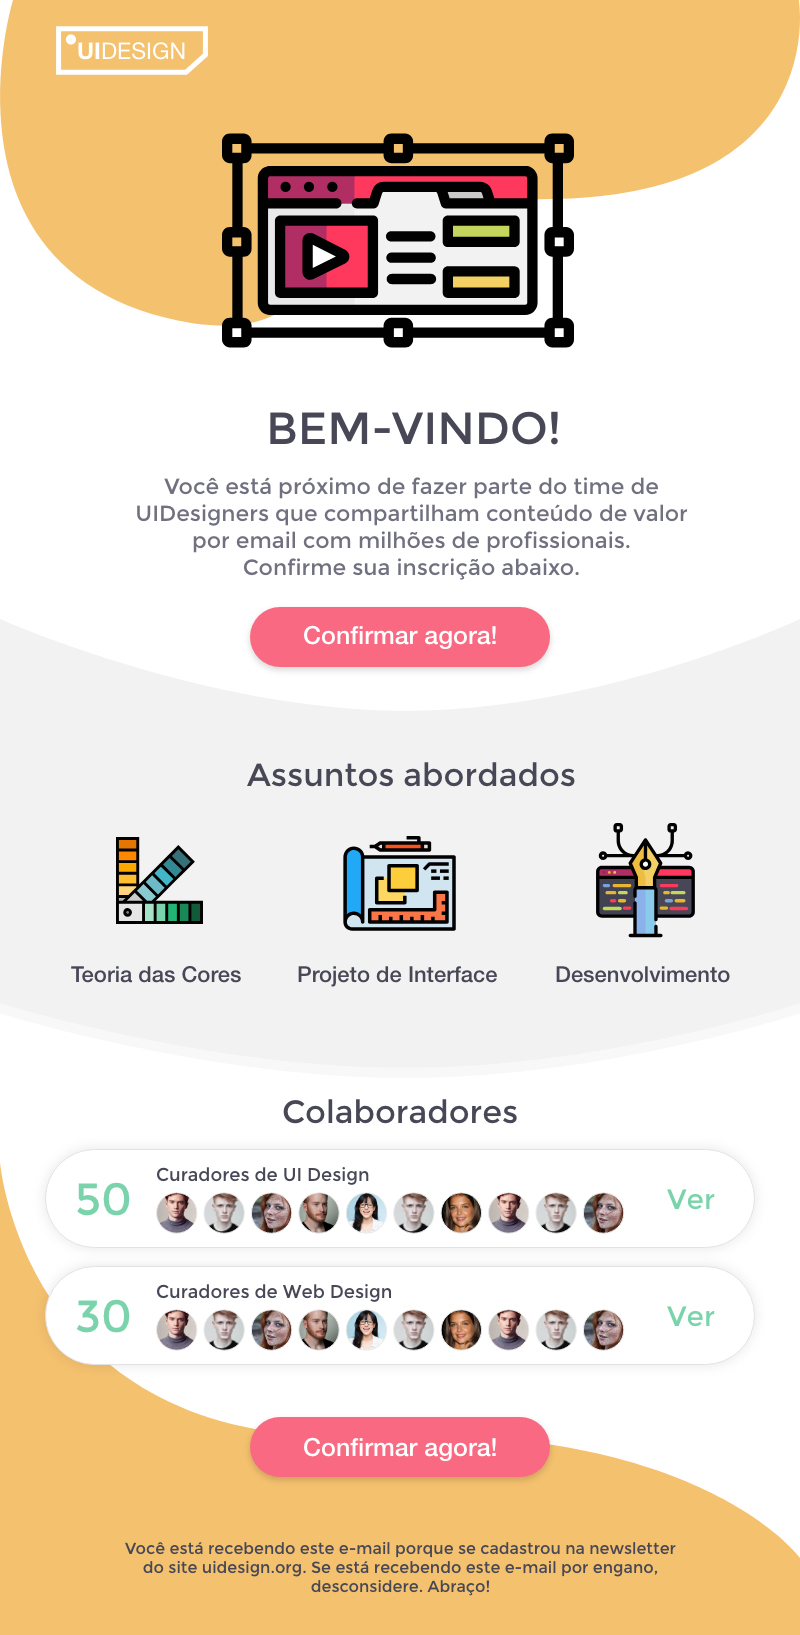 UIDESIGN
BEM-VINDO!
Você está próximo de fazer parte do time de
UIDesigners que compartilham conteúdo de valor
por email com milhões de profissionais.
Confirme sua inscrição abaixo.
Confirmar agora!
Assuntos abordados
Teoria das Cores
Projeto de Interface
Desenvolvimento
Colaboradores
50
Curadores de UI Design
Ver
30
Curadores de Web Design
Ver
Confirmar agora!
Você está recebendo este e-mail porque se cadastrou na newsletter
do site uidesign.org. Se está recebendo este e-mail por engano,
desconsidere. Abraço!